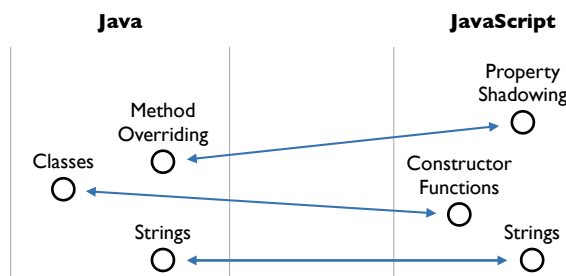 Java
JavaScript
Property
Shadowing
Method
Overriding
Classes
Constructor
Functions
Strings
Strings